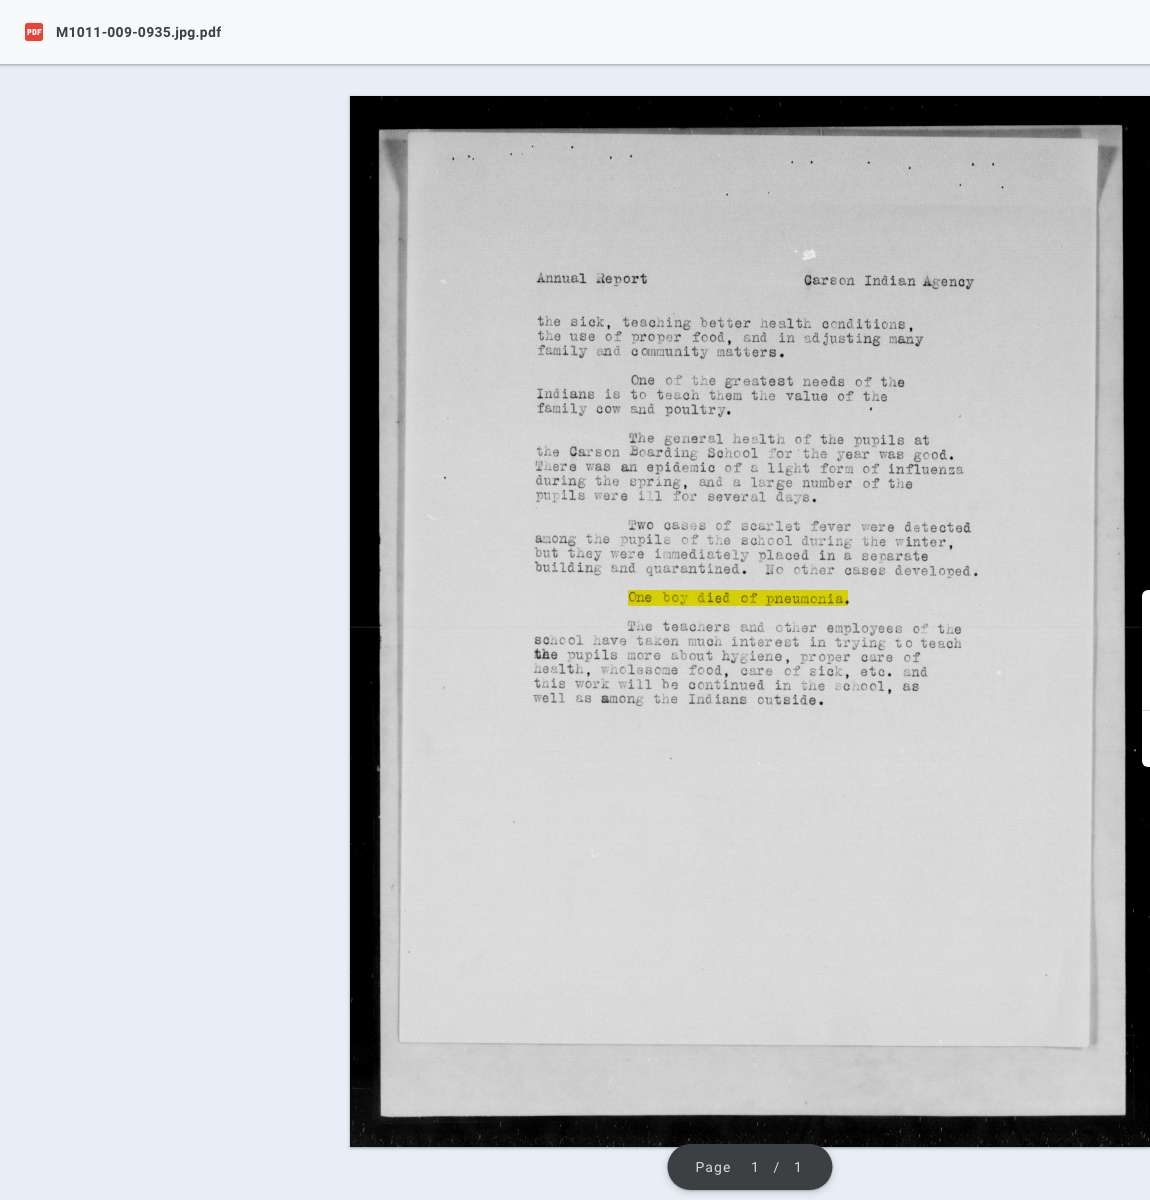 PDF M1011-009-0935.jpg.pdf
Annual Report Carson Indian Agency
the sick, teaching better health conditions,
the use of proper food, and in adjusting many
family and community matters.
One of the greatest needs of the
Indians is to teach them the value of the
family cow and poultry.
The general health of the pupils at
the Carson Boarding School for the year was good.
There was an epidemic of a light form of influenza
during the spring, and a large number of the
pupils were ill for several days.
Two cases of scarlet fever were detected
among the pupils of the school during the winter,
but they were immediately placed in a separate
building and quarantined. No other cases developed.
One boy died of pneumonia.
The teachers and other employees of the
school have taken much interest in trying to teach
the pupils more about hygiene, proper care of
health, wholesome food, care of sick, etc. and
this work will be continued in the school, as
well as among the Indians outside.
Page 1 / 1